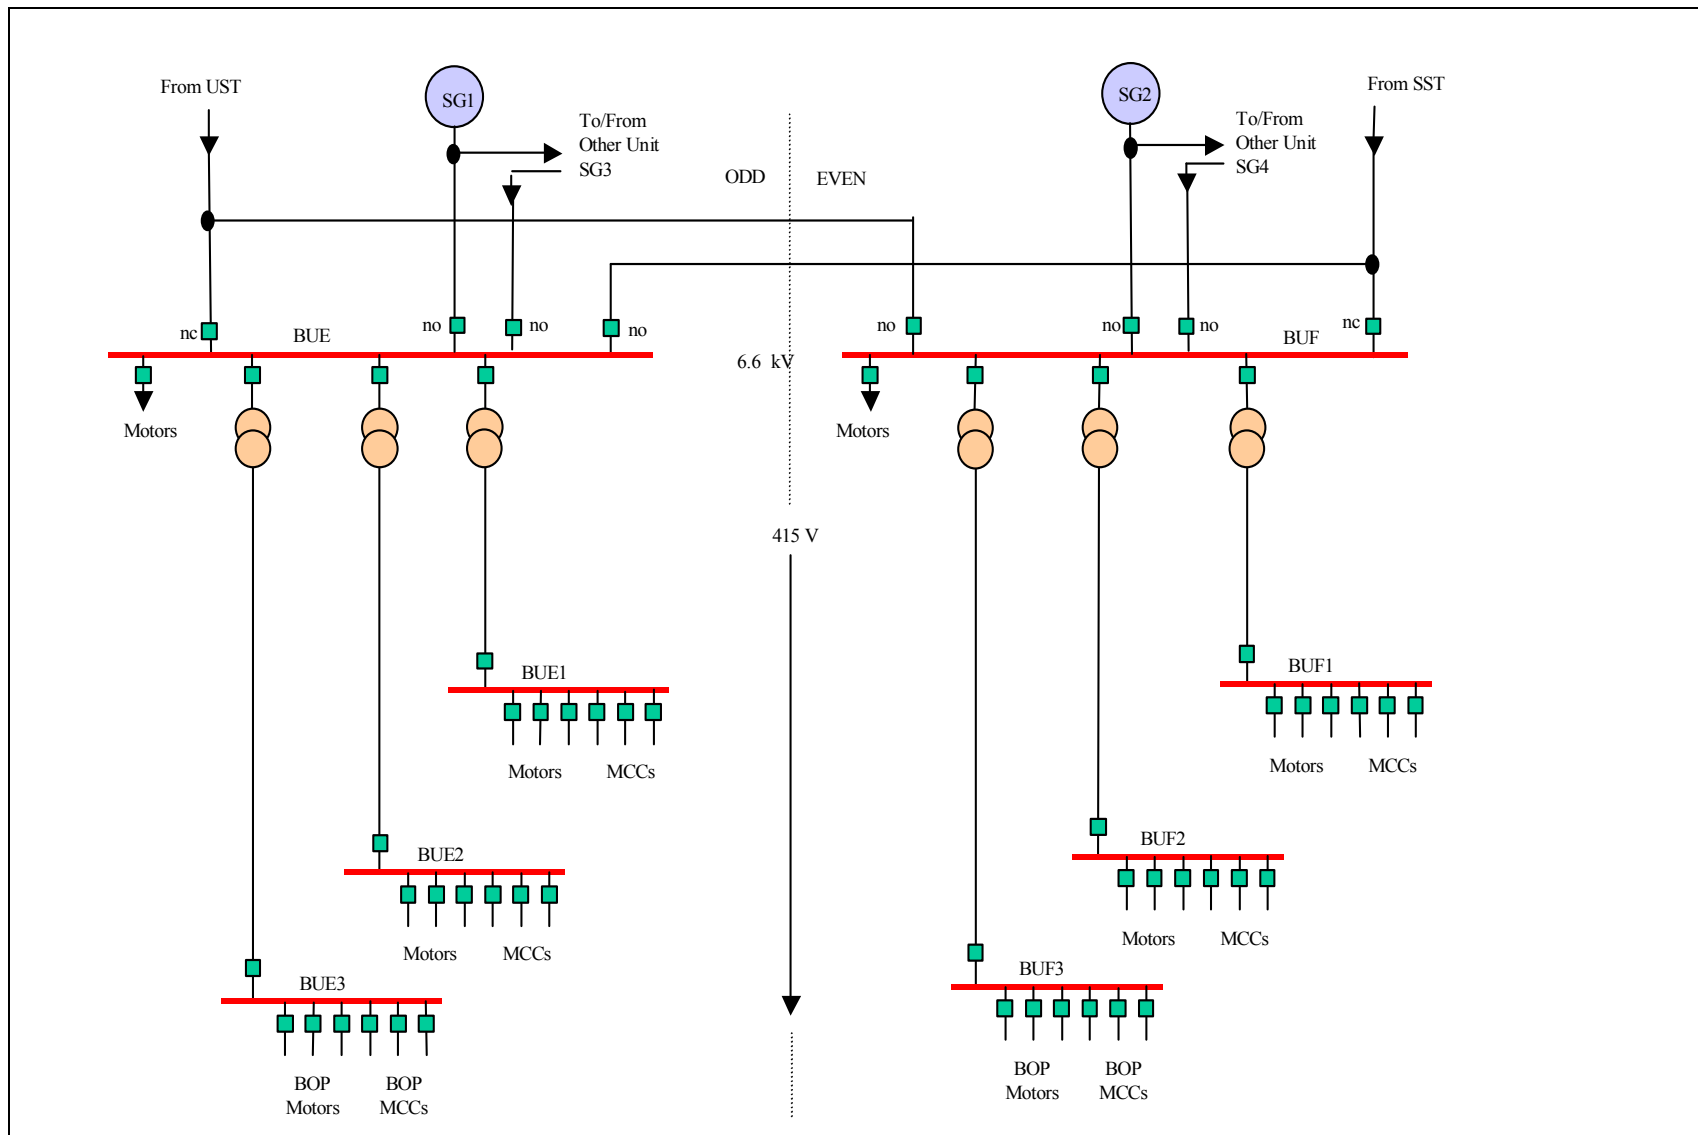 From UST
SG1
To/From
Other Unit
SG3
ODD
EVEN
SG2
To/From
Other Unit
SG4
From SST
nc
BUE
no
no
no
6.6 kV
no
no
no
BUF
nc
Motors
Motors
415 V
BUE1
Motors
MCCs
BUF1
Motors
MCCs
BUE2
Motors
MCCs
BUF2
Motors
MCCs
BUE3
BOP
Motors
BOP
MCCs
BUF3
BOP
Motors
BOP
MCCs